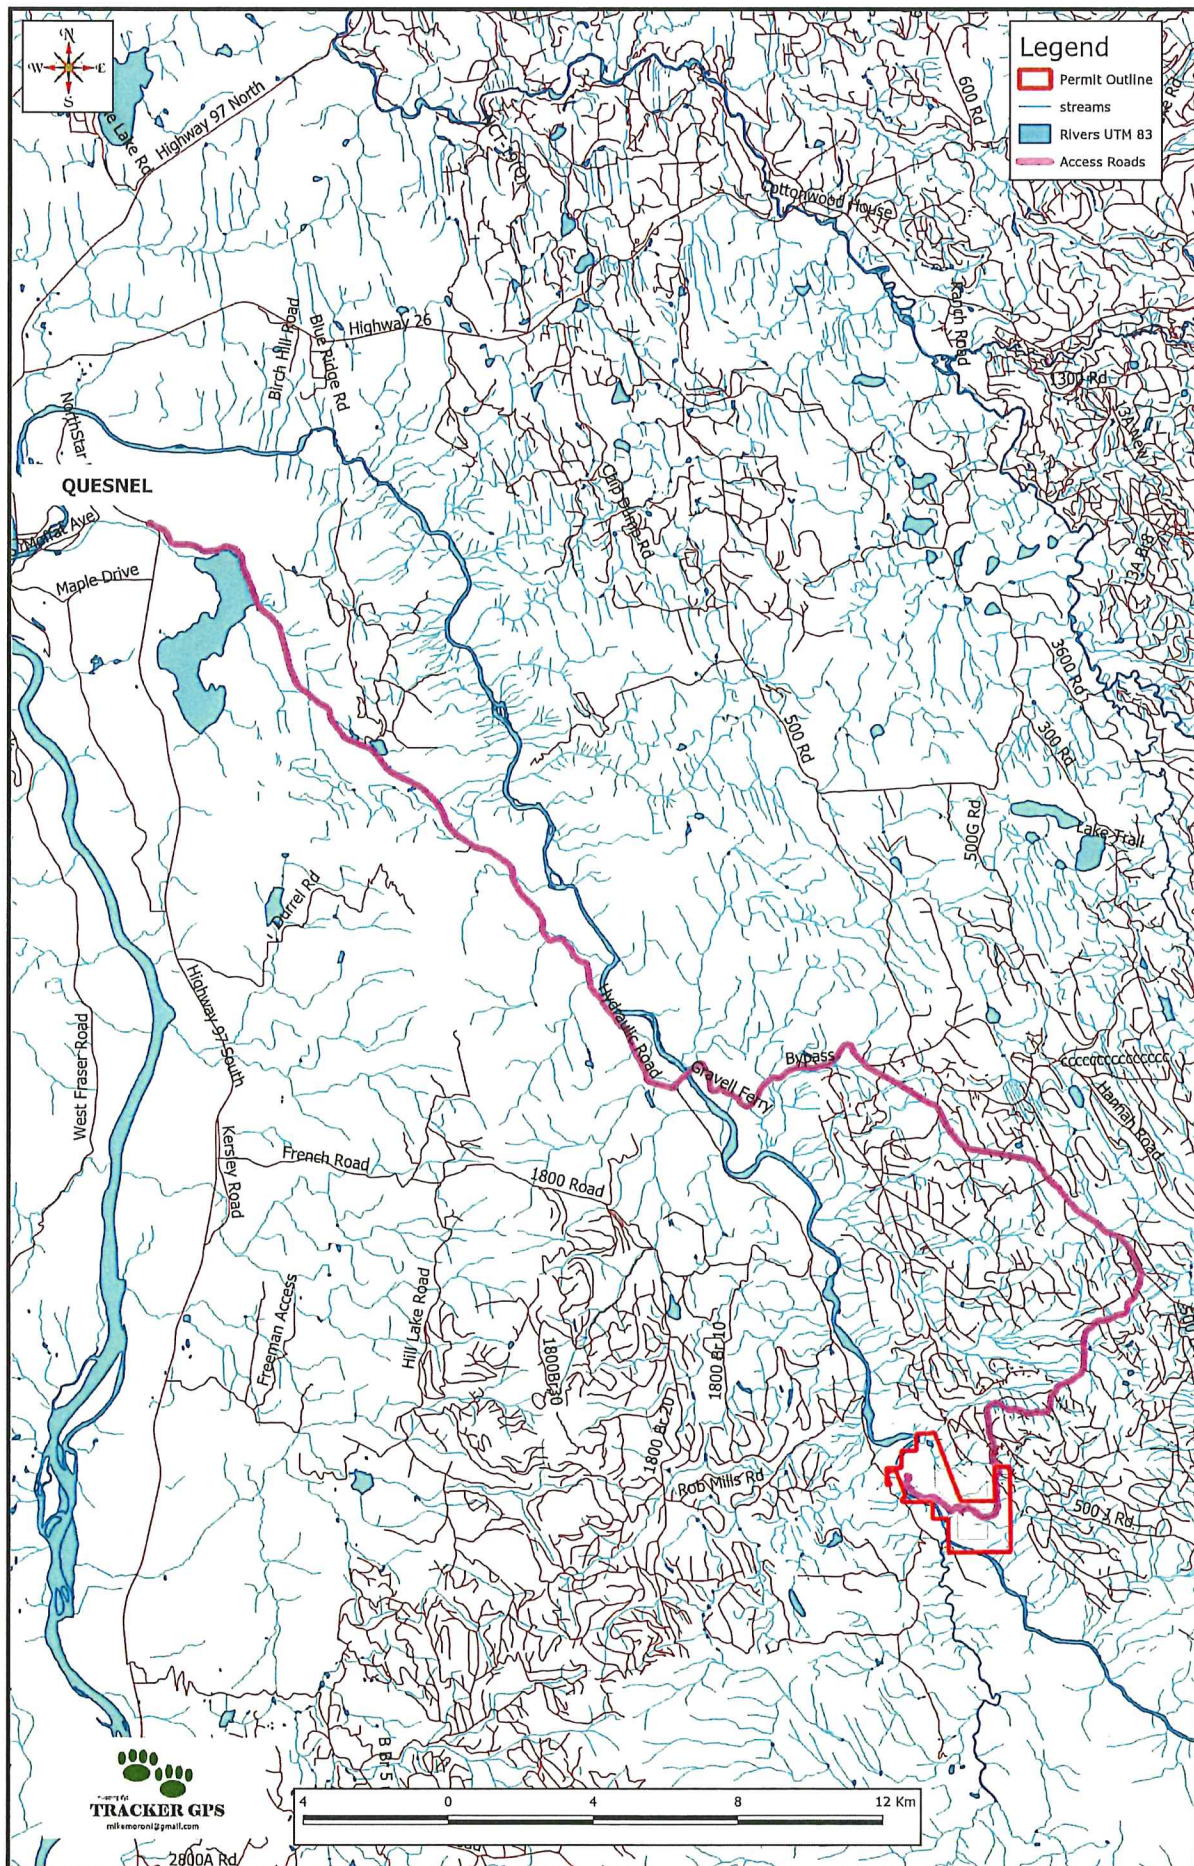 N
W
E
S
Legend
Permit Outline
streams
Rivers UTM 83
Access Roads
Highway 97 North
Lake Rd
600 Rd
Cottonwood House
Ranch Road
Highway 26
Birch Hill Road
Blue Ridge Rd
1300 Rd
NorthStar
QUESNEL
Moffat Ave
Maple Drive
3600 Rd
500 Rd
300 Rd
500G Rd
Lake Trail
Durrel Rd
Highway 97 South
West Fraser Road
Hydraulic Road
Gravell Ferry
Bypass
cccccccccccccc
Hannah Road
Kersley Road
French Road
1800 Road
Freeman Access
Hill Lake Road
1800Br30
1800 Br 10
1800 Br 20
Rob Mills Rd
500 J Rd
B Br 5
TRACKER GPS
mikemoroni@gmail.com
4 0 4 8 12 Km
2800A Rd